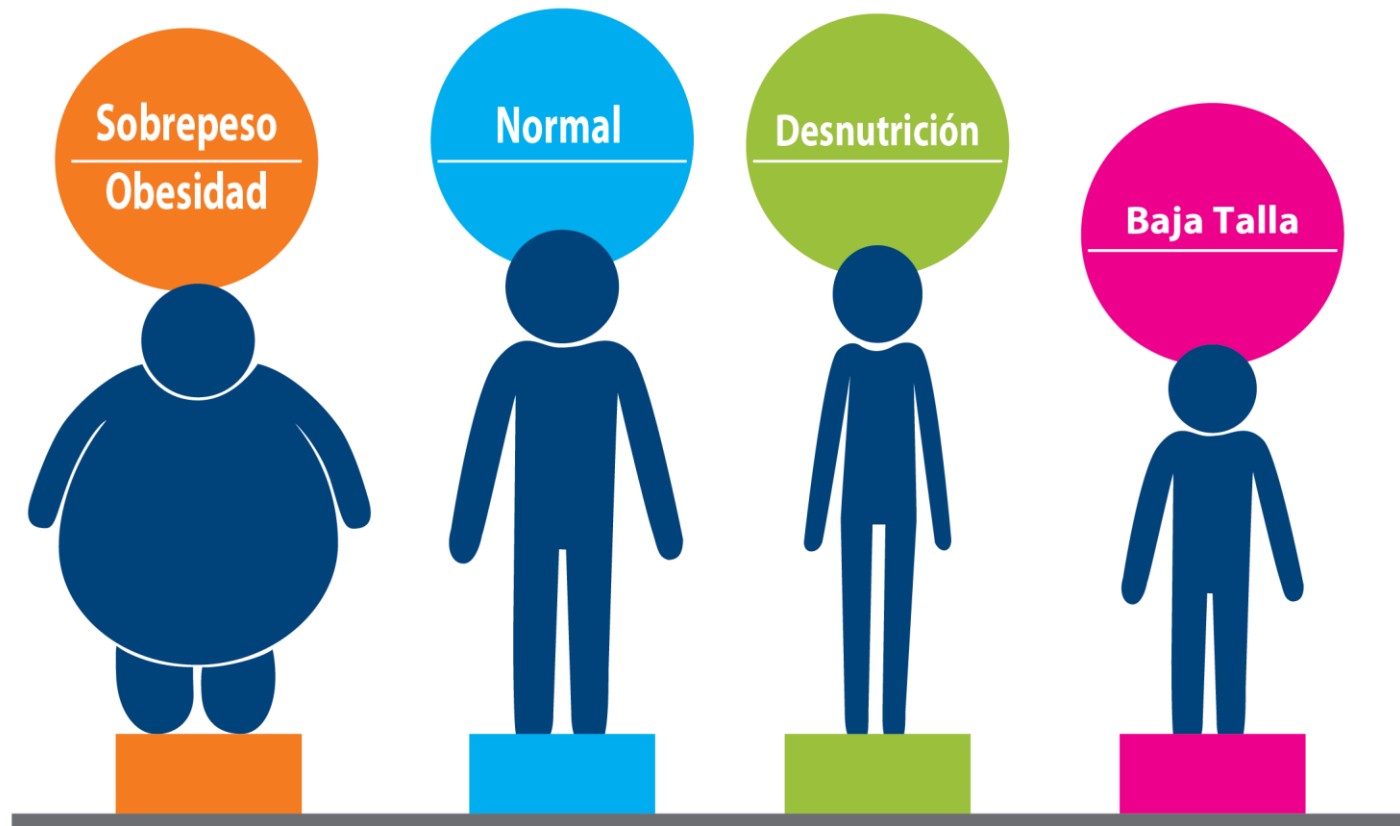 Sobrepeso
Obesidad
Normal
Desnutrición
Baja Talla